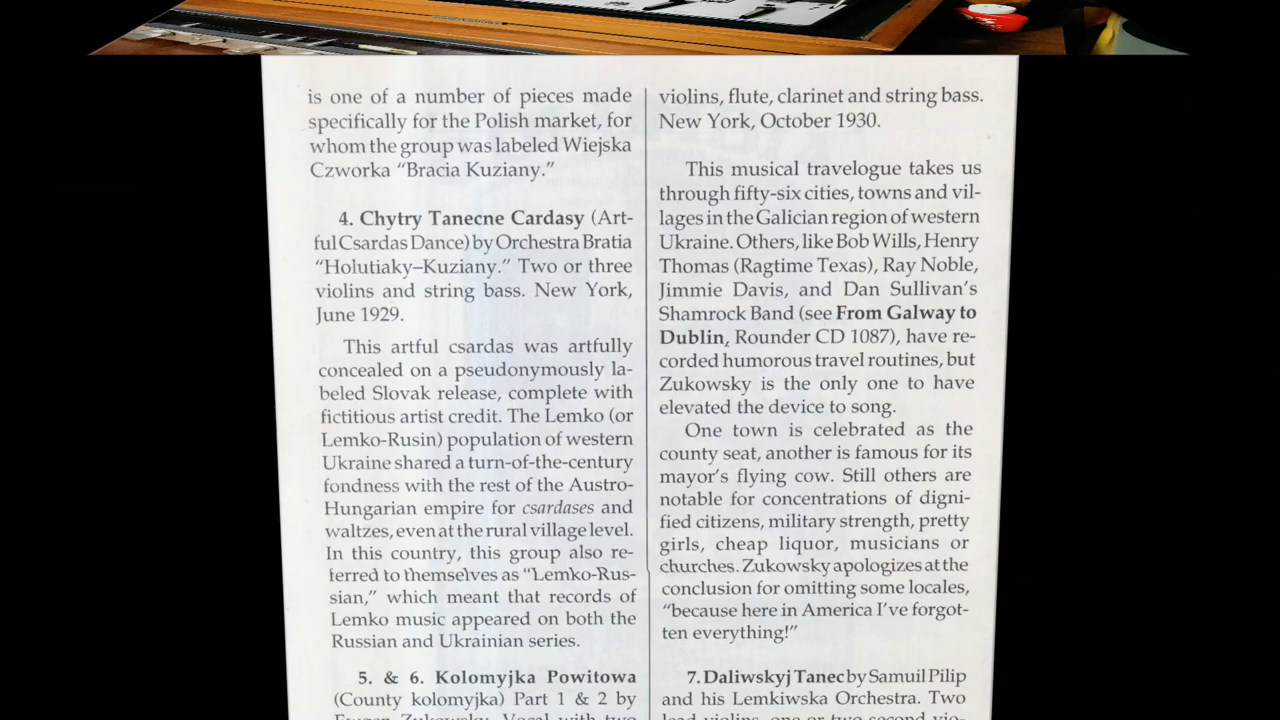 is one of a number of pieces made
specifically for the Polish market, for
whom the group was labeled Wiejska
Czworka “Bracia Kuziany.”
4. Chytry Tanecne Cardasy (Art-
ful Csardas Dance) by Orchestra Bratia
“Holutiaky–Kuziany.” Two or three
violins and string bass. New York,
June 1929.
This artful csardas was artfully
concealed on a pseudonymously la-
beled Slovak release, complete with
fictitious artist credit. The Lemko (or
Lemko-Rusin) population of western
Ukraine shared a turn-of-the-century
fondness with the rest of the Austro-
Hungarian empire for csardases and
waltzes, even at the rural village level.
In this country, this group also re-
ferred to themselves as “Lemko-Rus-
sian,” which meant that records of
Lemko music appeared on both the
Russian and Ukrainian series.
5. & 6. Kolomyjka Powitowa
(County kolomyjka) Part 1 & 2 by
Zukowsky. Vocal with two
violins, flute, clarinet and string bass.
New York, October 1930.
This musical travelogue takes us
through fifty-six cities, towns and vil-
lages in the Galician region of western
Ukraine. Others, like Bob Wills, Henry
Thomas (Ragtime Texas), Ray Noble,
Jimmie Davis, and Dan Sullivan’s
Shamrock Band (see From Galway to
Dublin, Rounder CD 1087), have re-
corded humorous travel routines, but
Zukowsky is the only one to have
elevated the device to song.
One town is celebrated as the
county seat, another is famous for its
mayor’s flying cow. Still others are
notable for concentrations of digni-
fied citizens, military strength, pretty
girls, cheap liquor, musicians or
churches. Zukowsky apologizes at the
conclusion for omitting some locales,
“because here in America I’ve forgot-
ten everything!”
7. Daliwskyj Tanec by Samuil Pilip
and his Lemkiwska Orchestra. Two
lead violins, one or two second vio-